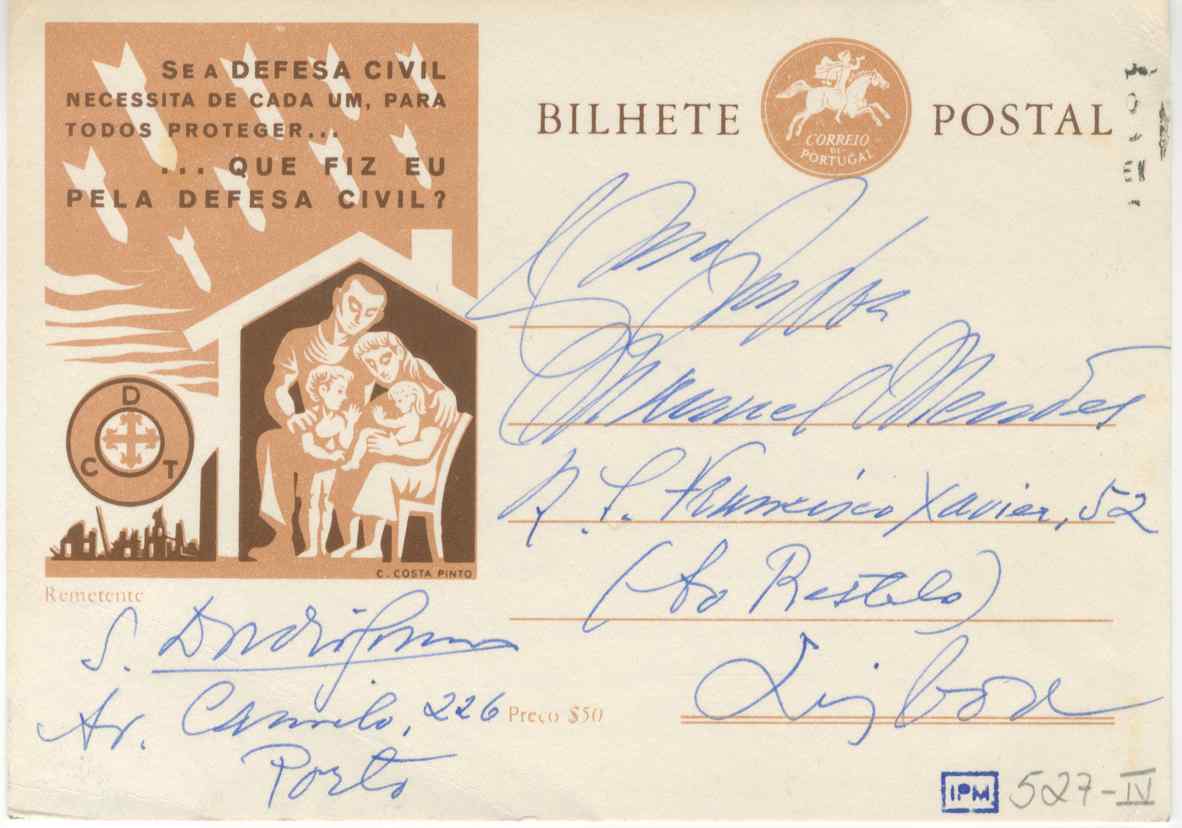 SE A DEFESA CIVIL
NECESSITA DE CADA UM, PARA
TODOS PROTEGER...
... QUE FIZ EU
PELA DEFESA CIVIL?
D
C T
C. COSTA PINTO
BILHETE POSTAL
CORREIO
DE
PORTUGAL
Manuel Mendes
R. S. Francisco Xavier, 52
(Ao Restelo)
Lisboa
Remetente
S.
Av. Camilo, 226
Porto
Preço $50
IPM 527-IV